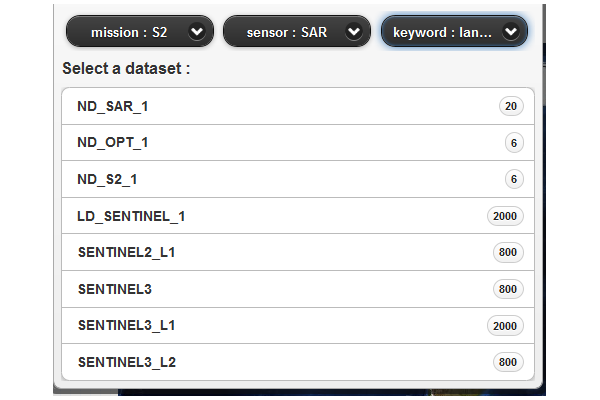 mission : S2 sensor : SAR keyword : lan...
Select a dataset :
ND_SAR_1 20
ND_OPT_1 6
ND_S2_1 6
LD_SENTINEL_1 2000
SENTINEL2_L1 800
SENTINEL3 800
SENTINEL3_L1 2000
SENTINEL3_L2 800